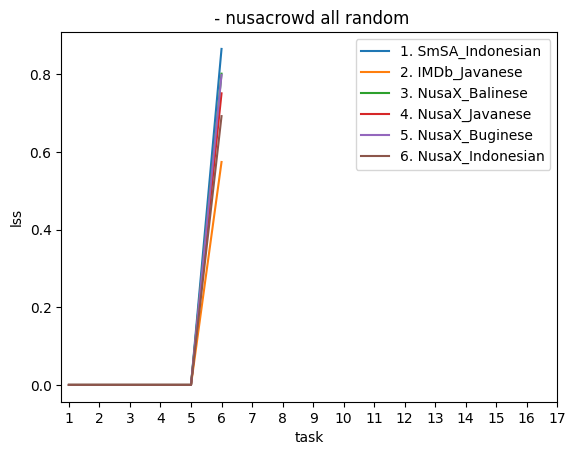 - nusacrowd all random
1. SmSA_Indonesian
2. IMDb_Javanese
3. NusaX_Balinese
4. NusaX_Javanese
5. NusaX_Buginese
6. NusaX_Indonesian
lss
0.8
0.6
0.4
0.2
0.0
1 2 3 4 5 6 7 8 9 10 11 12 13 14 15 16 17
task